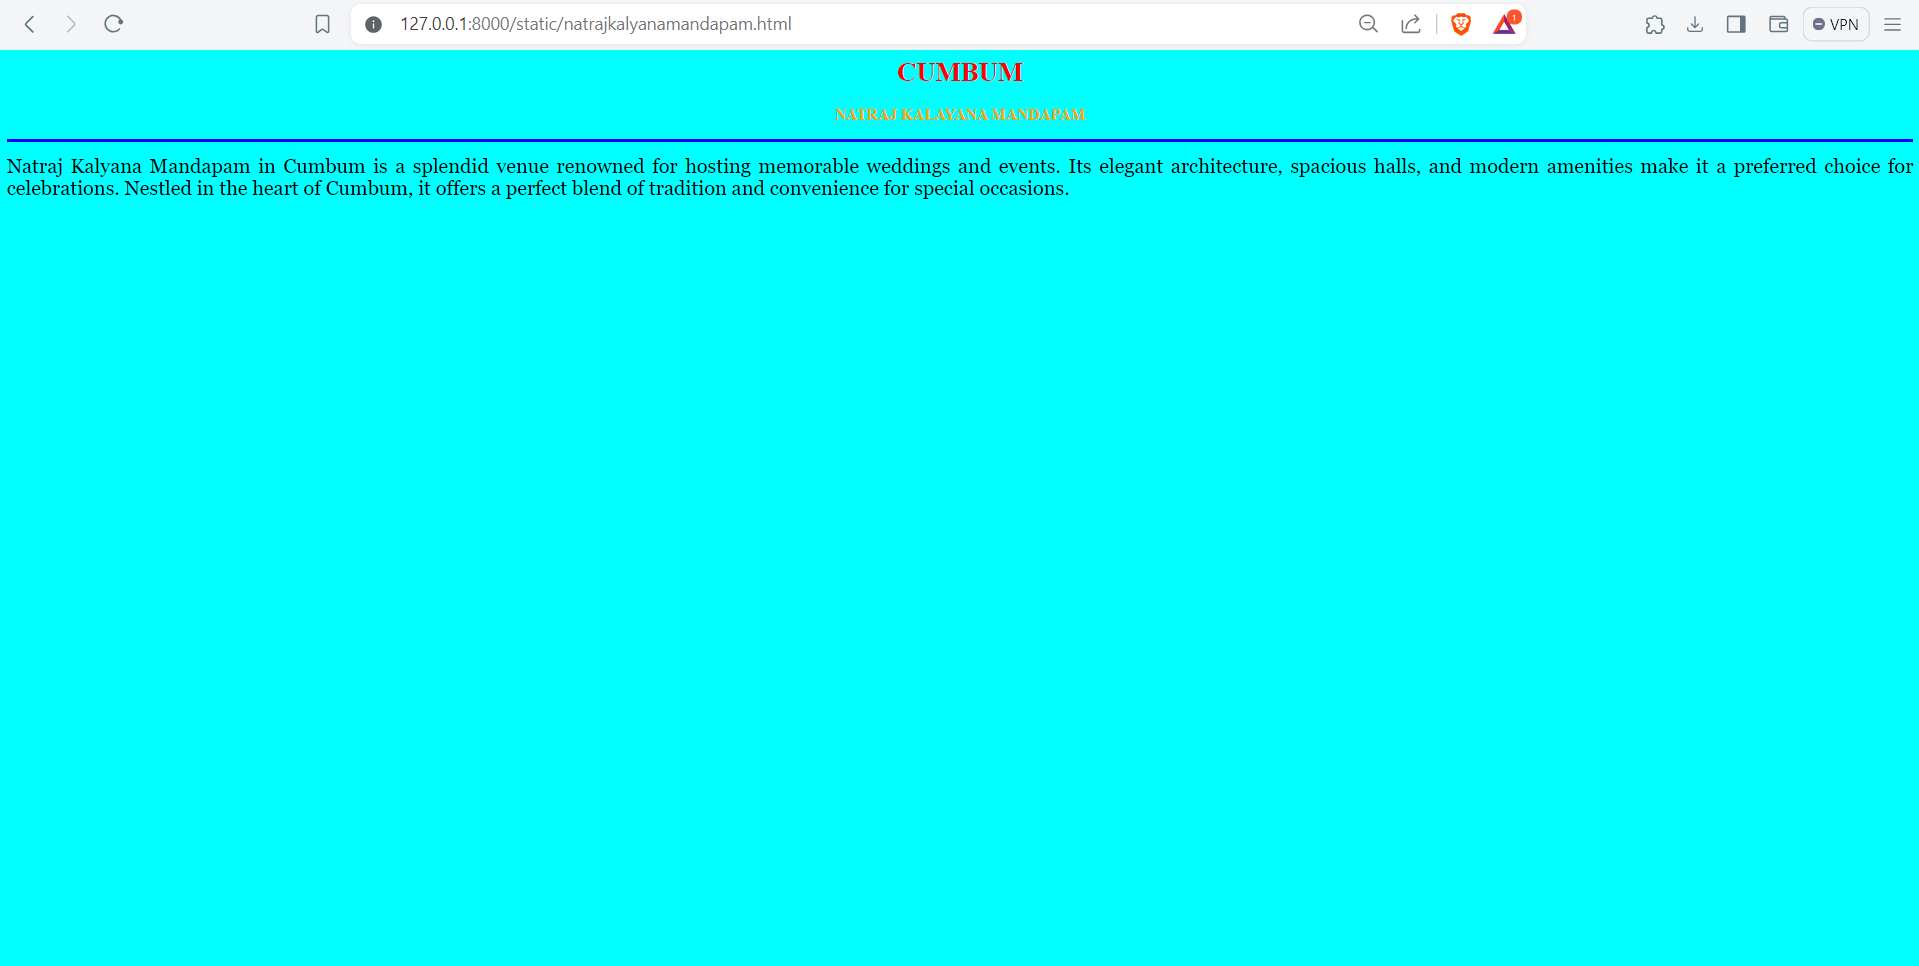 127.0.0.1:8000/static/natrajkalyanamandapam.html
1
VPN
CUMBUM
NATRAJ KALAYANA MANDAPAM
Natraj Kalyana Mandapam in Cumbum is a splendid venue renowned for hosting memorable weddings and events. Its elegant architecture, spacious halls, and modern amenities make it a preferred choice for
celebrations. Nestled in the heart of Cumbum, it offers a perfect blend of tradition and convenience for special occasions.